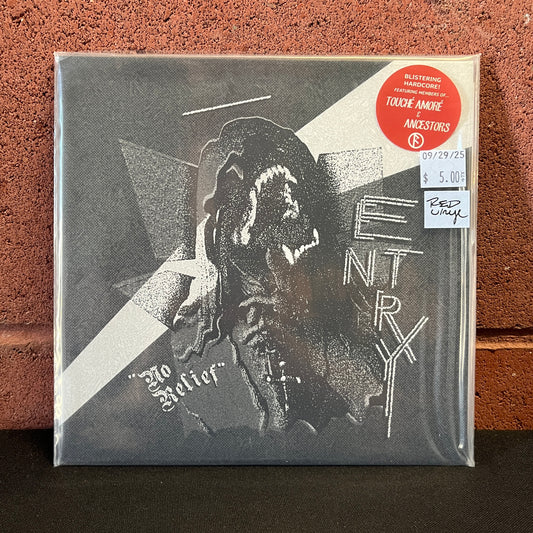 BLISTERING
HARDCORE!
FEATURING MEMBERS OF...
TOUCHÉ AMORÉ
&
ANCESTORS
R
09/29/25
$ 5.00
RED
VINYL
ENTRY
"No
Relief"